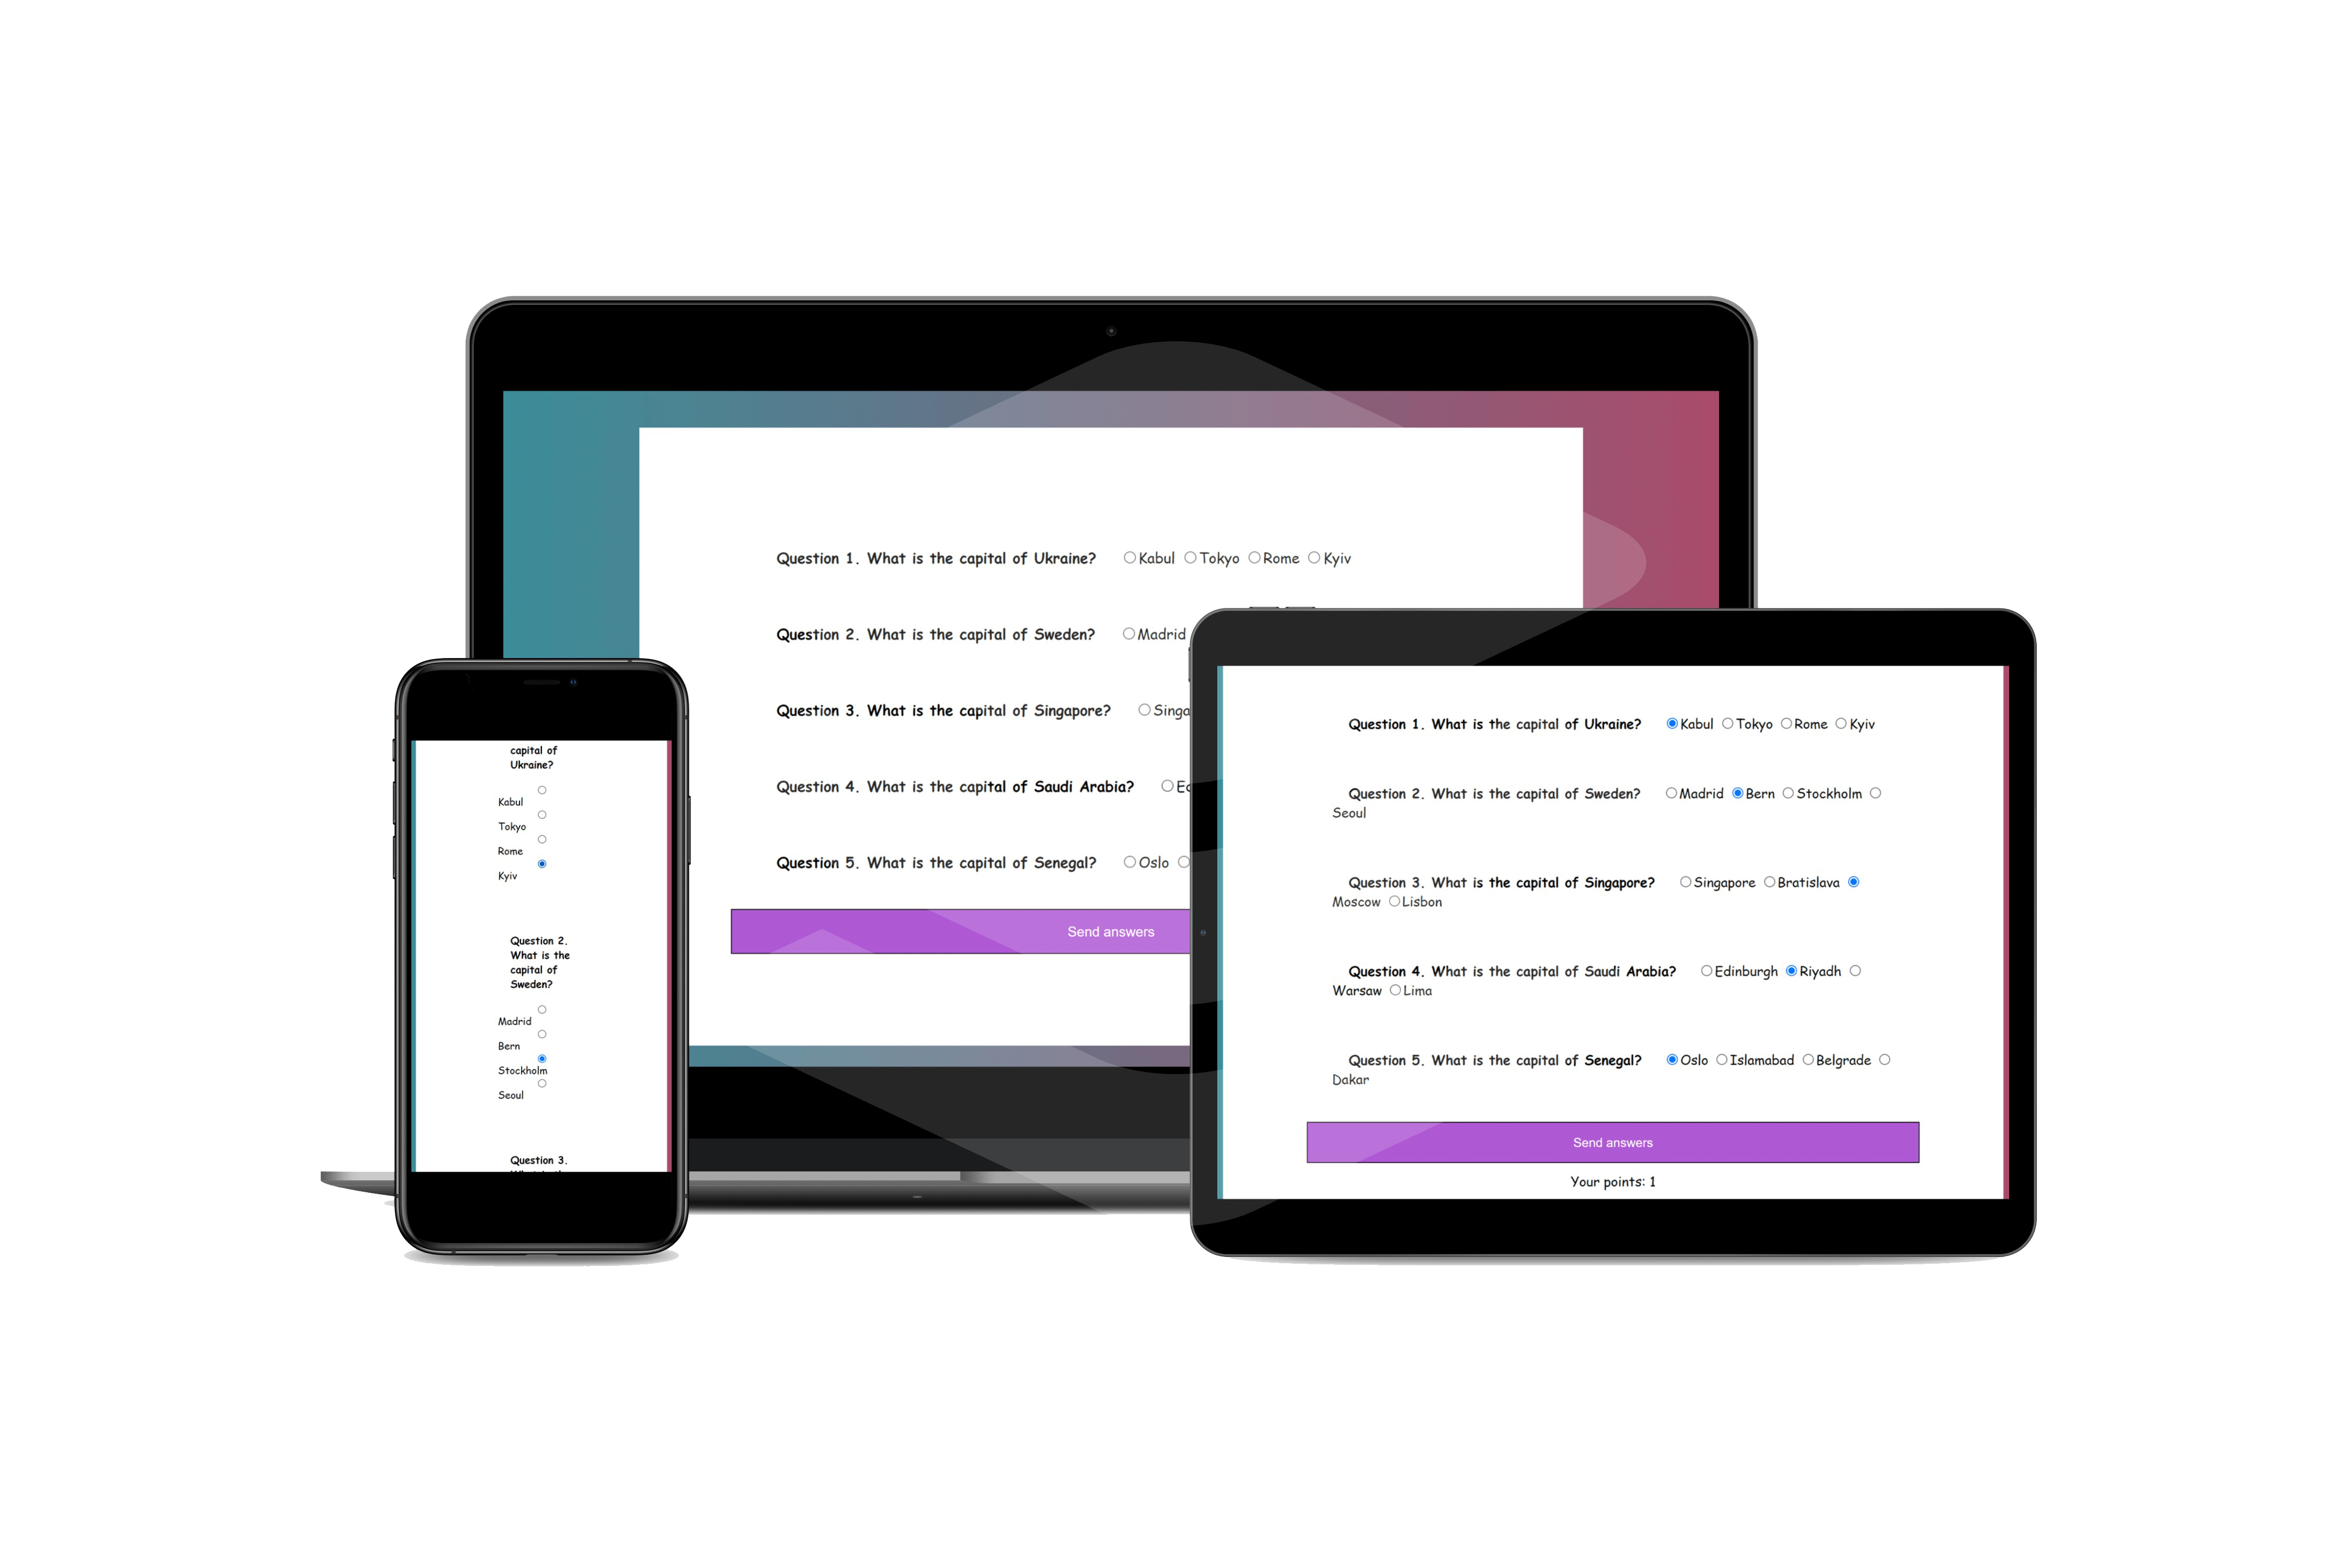 Question 1. What is the capital of Ukraine? Kabul Tokyo Rome Kyiv
Question 2. What is the capital of Sweden? Madrid
Question 3. What is the capital of Singapore? Singa
Question 4. What is the capital of Saudi Arabia?
Question 5. What is the capital of Senegal? Oslo
Send answers
capital of
Ukraine?
Kabul
Tokyo
Rome
Kyiv
Question 2.
What is the
capital of
Sweden?
Madrid
Bern
Stockholm
Seoul
Question 3.
Question 1. What is the capital of Ukraine? Kabul Tokyo Rome Kyiv
Question 2. What is the capital of Sweden? Madrid Bern Stockholm
Seoul
Question 3. What is the capital of Singapore? Singapore Bratislava
Moscow Lisbon
Question 4. What is the capital of Saudi Arabia? Edinburgh Riyadh
Warsaw Lima
Question 5. What is the capital of Senegal? Oslo Islamabad Belgrade
Dakar
Send answers
Your points: 1